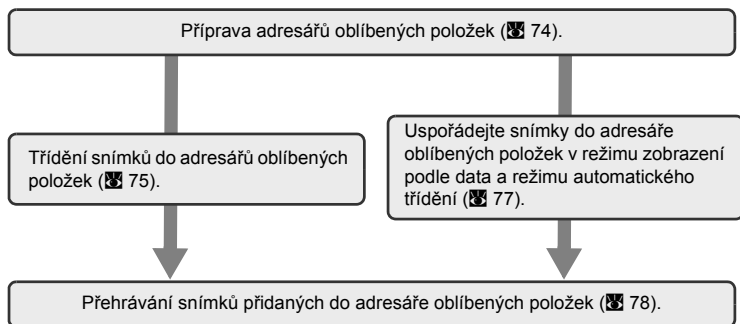 Příprava adresářů oblíbených položek ( 74).
Třídění snímků do adresářů oblíbených
položek ( 75).
Uspořádejte snímky do adresáře
oblíbených položek v režimu zobrazení
podle data a režimu automatického
třídění ( 77).
Přehrávání snímků přidaných do adresáře oblíbených položek ( 78).